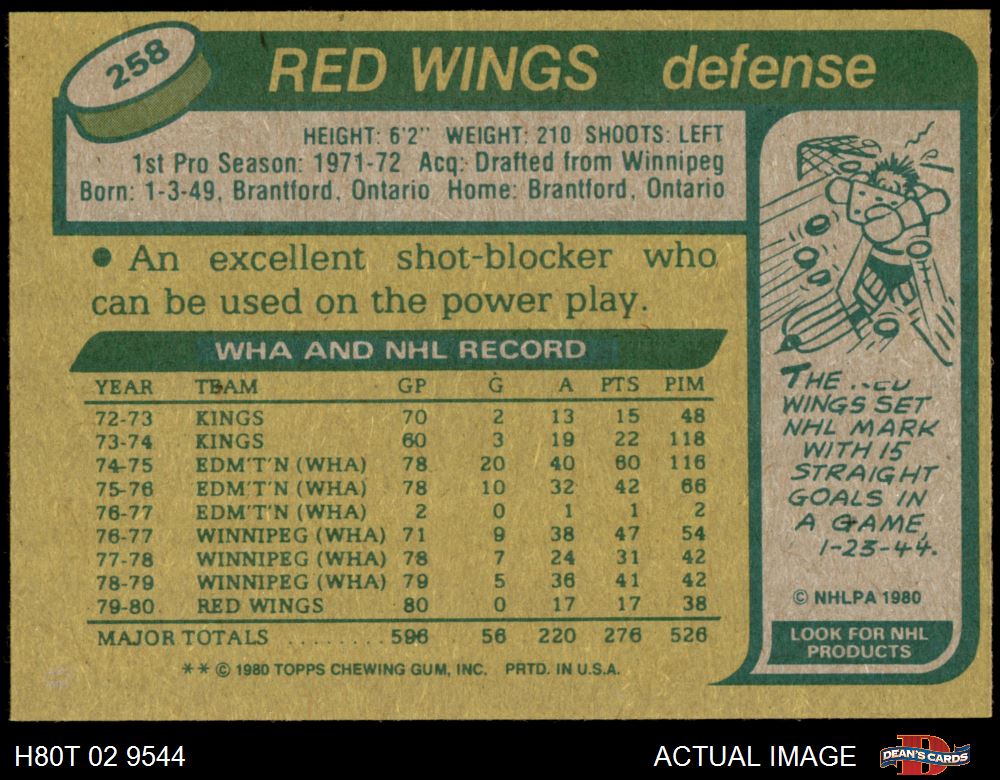 258
RED WINGS defense
HEIGHT: 6'2" WEIGHT: 210 SHOOTS: LEFT
1st Pro Season: 1971-72 Acq: Drafted from Winnipeg
Born: 1-3-49, Brantford, Ontario Home: Brantford, Ontario
• An excellent shot-blocker who
can be used on the power play.
WHA AND NHL RECORD
YEAR TEAM GP G A PTS PIM
72-73 KINGS 70 2 13 15 48
73-74 KINGS 60 3 19 22 118
74-75 EDM'T'N (WHA) 78 20 40 60 116
75-76 EDM'T'N (WHA) 78 10 32 42 66
76-77 EDM'T'N (WHA) 2 0 1 1 2
76-77 WINNIPEG (WHA) 71 9 38 47 54
77-78 WINNIPEG (WHA) 78 7 24 31 42
78-79 WINNIPEG (WHA) 79 5 36 41 42
79-80 RED WINGS 80 0 17 17 38
MAJOR TOTALS ........596 56 220 276 526
** © 1980 TOPPS CHEWING GUM, INC. PRTD. IN U.S.A.
THE
WINGS SET
NHL MARK
WITH 15
STRAIGHT
GOALS IN
A GAME,
1-23-44.
© NHLPA 1980
LOOK FOR NHL
PRODUCTS
H80T 02 9544
ACTUAL IMAGE
DEAN'S CARDS